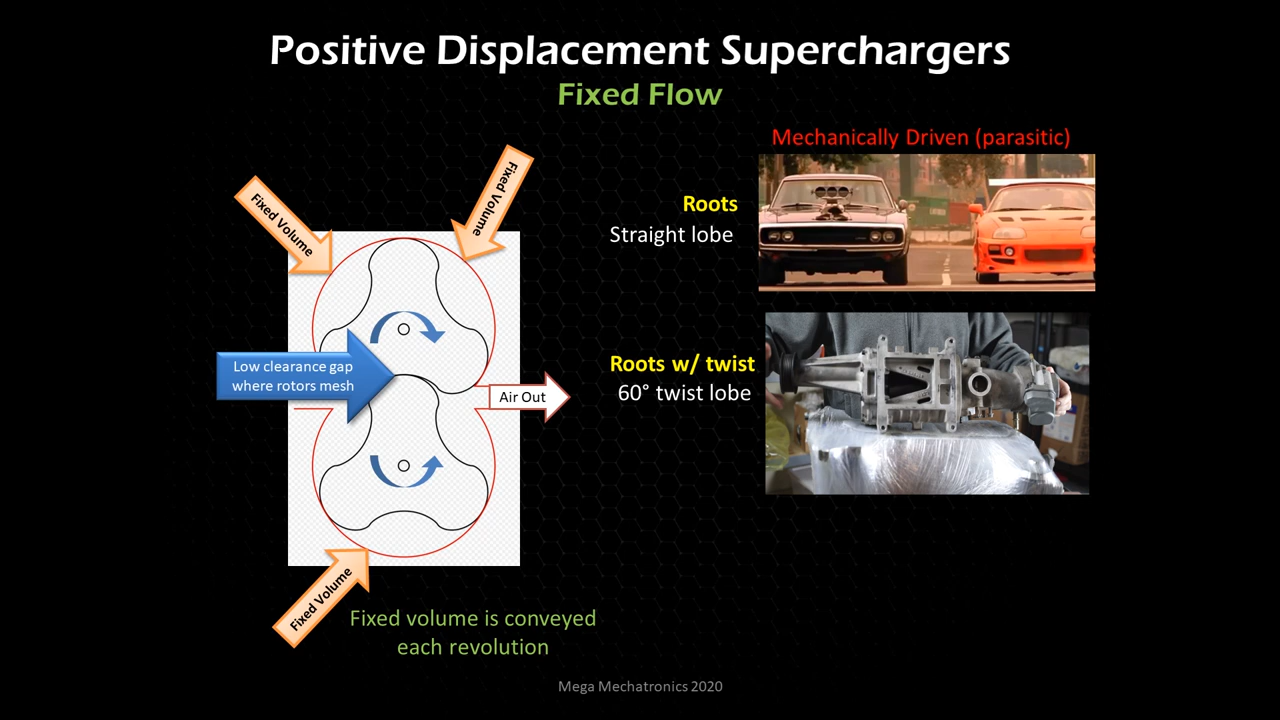 Positive Displacement Superchargers
Fixed Flow
Mechanically Driven (parasitic)
Fixed Volume
Fixed Volume
Roots
Straight lobe
Low clearance gap
where rotors mesh
Air Out
Roots w/ twist
60° twist lobe
Fixed Volume
Fixed volume is conveyed
each revolution
Mega Mechatronics 2020